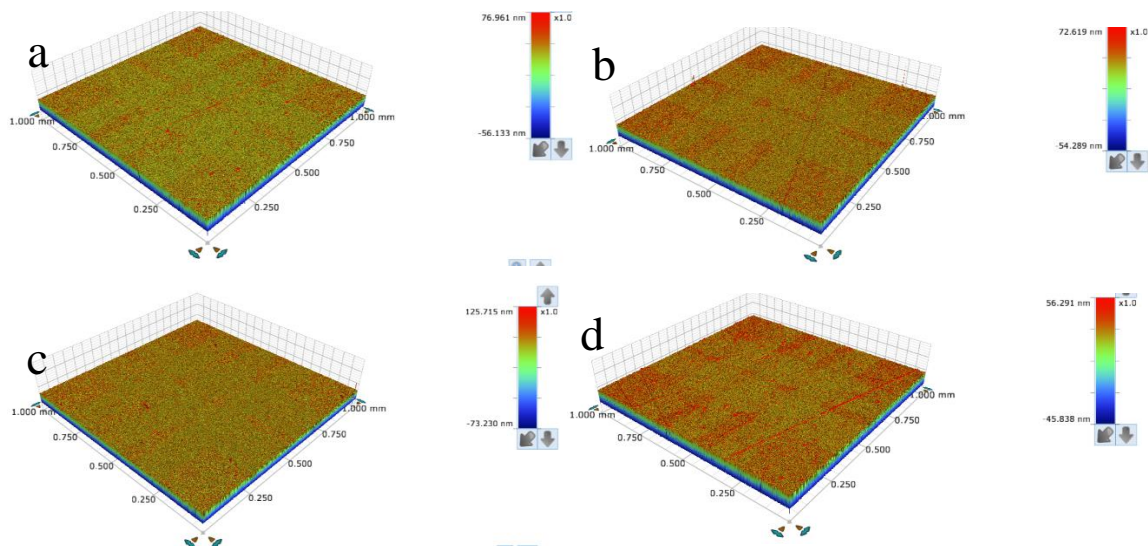 a
76.961 nm
x1.0
-56.133 nm
1.000 mm
0.750
0.500
0.250
1.000 mm
0.750
0.500
0.250
b
72.619 nm
x1.0
-54.289 nm
1.000 mm
0.750
0.500
0.250
1.000 mm
0.750
0.500
0.250
c
125.715 nm
x1.0
-73.230 nm
1.000 mm
0.750
0.500
0.250
1.000 mm
0.750
0.500
0.250
d
56.291 nm
x1.0
-45.838 nm
1.000 mm
0.750
0.500
0.250
1.000 mm
0.750
0.500
0.250